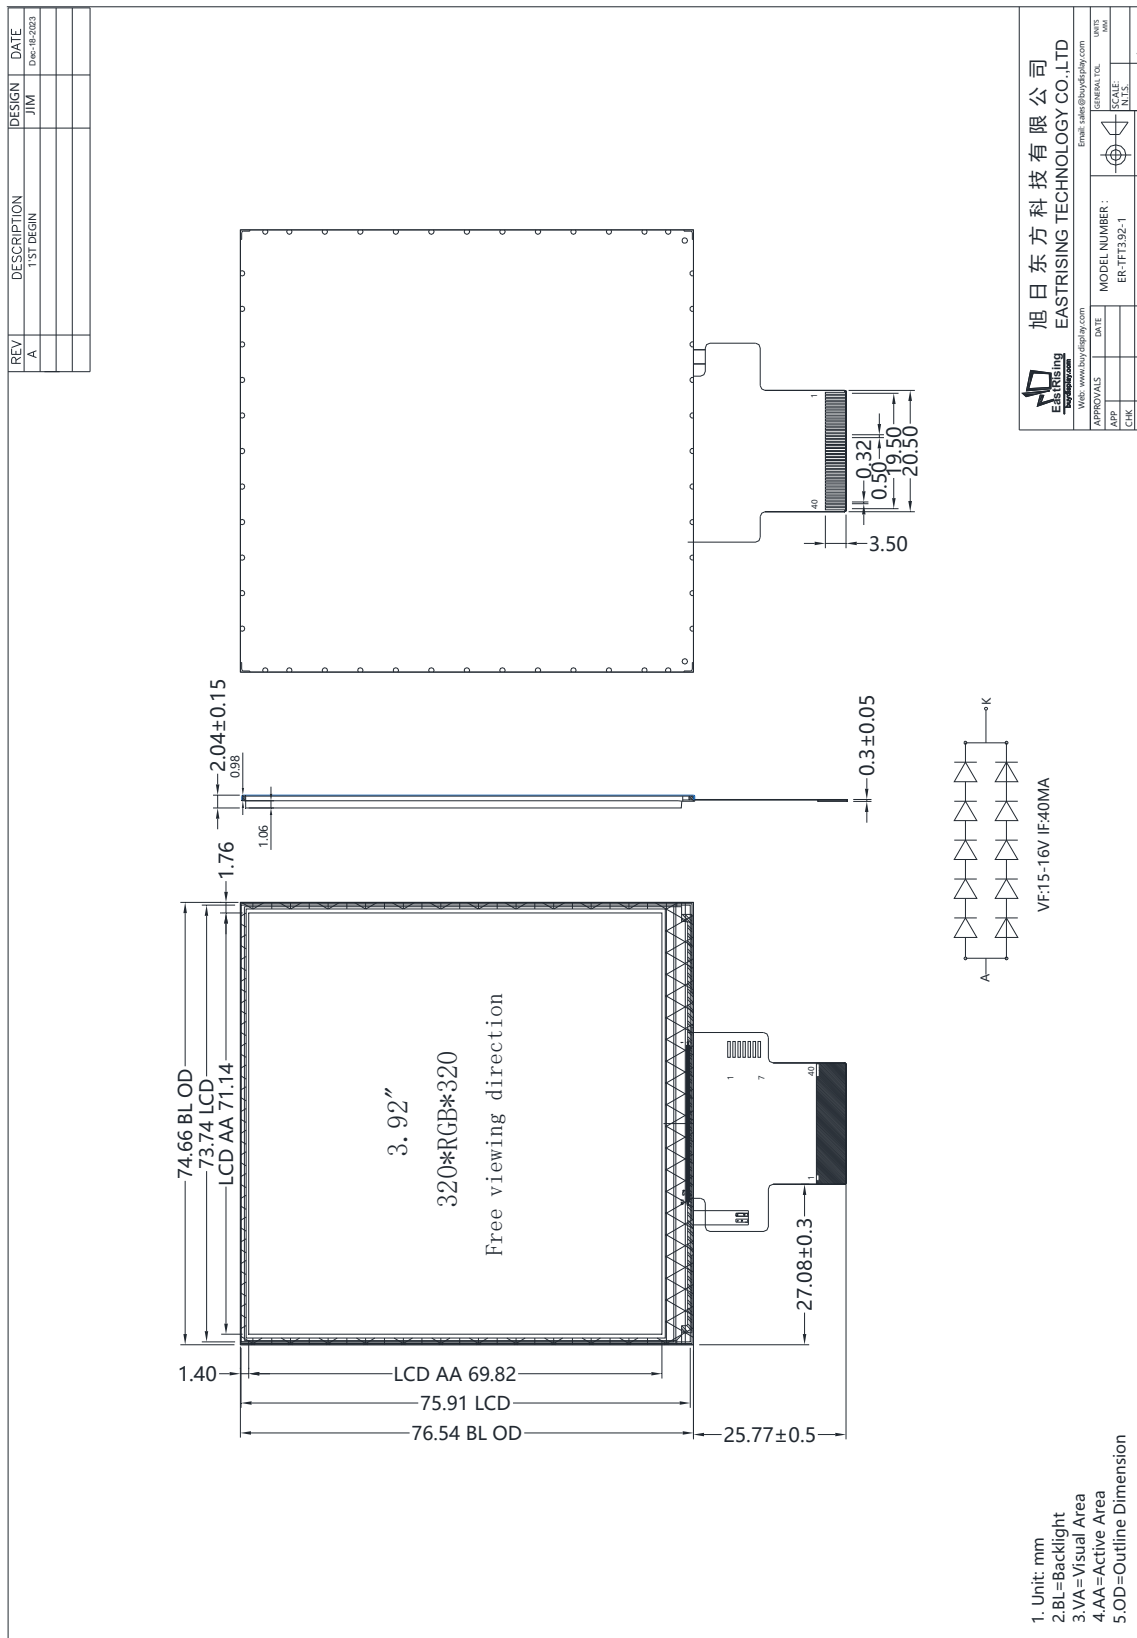 REV DESCRIPTION DESIGN DATE
A 1'ST DEGIN JIM Dec-18-2023
74.66 BL OD
73.74 LCD
LCD AA 71.14
1.76
1.40
LCD AA 69.82
75.91 LCD
76.54 BL OD
25.77±0.5
27.08±0.3
3.92"
320*RGB*320
Free viewing direction
1
7
1
40
2.04±0.15
0.98
1.06
0.3±0.05
1
40
0.32
0.50
19.50
20.50
3.50
A
K
VF:15-16V IF:40MA
1. Unit: mm
2.BL=Backlight
3.VA=Visual Area
4.AA=Active Area
5.OD=Outline Dimension
EastRising
buydisplay.com
旭日东方科技有限公司
EASTRISING TECHNOLOGY CO.,LTD
Web: www.buydisplay.com
Email: sales@buydisplay.com
APPROVALS DATE
APP
CHK
MODEL NUMBER :
ER-TFT3.92-1
GENERAL TOL. UNITS
MM
SCALE:
N.T.S.